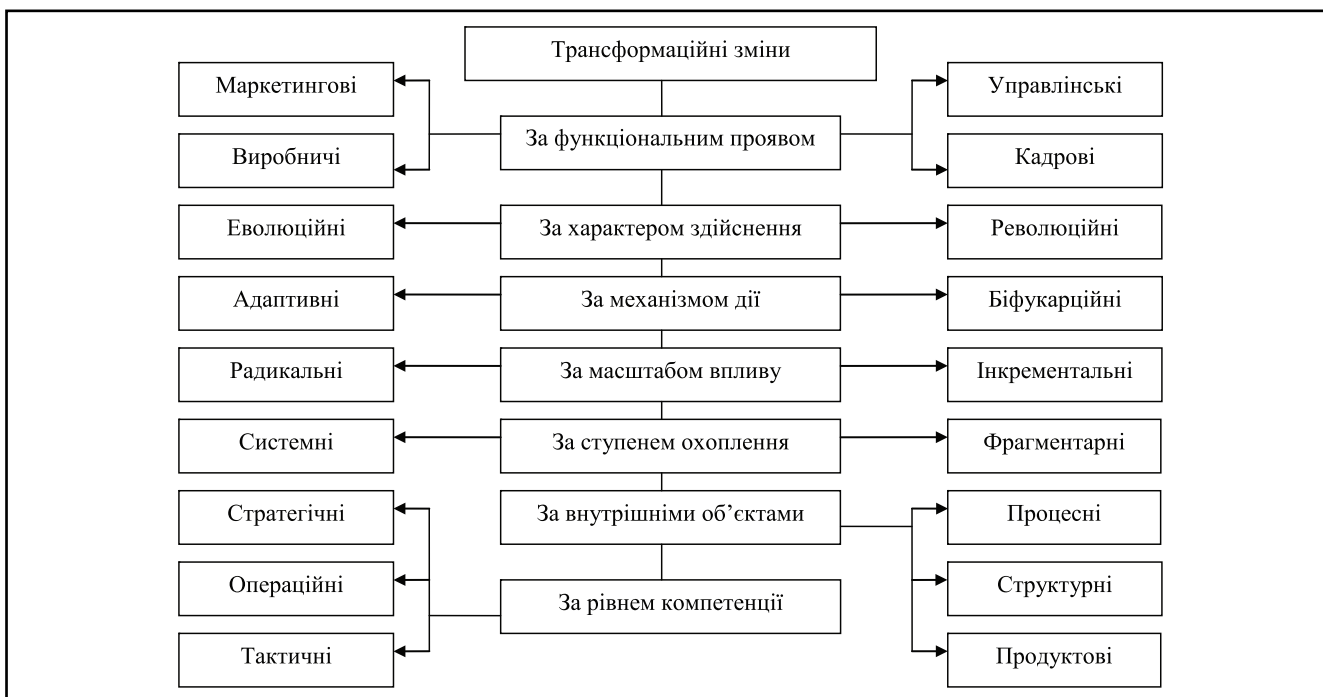 Трансформаційні зміни
Маркетингові
Управлінські
За функціональним проявом
Виробничі
Кадрові
Еволюційні
За характером здійснення
Революційні
Адаптивні
За механізмом дії
Біфукарційні
Радикальні
За масштабом впливу
Інкрементальні
Системні
За ступенем охоплення
Фрагментарні
Стратегічні
За внутрішніми об’єктами
Процесні
Операційні
За рівнем компетенції
Структурні
Тактичні
Продуктові